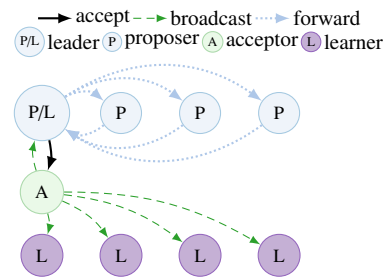 accept broadcast forward
P/L leader P proposer A acceptor L learner
P/L P P P
A
L L L L